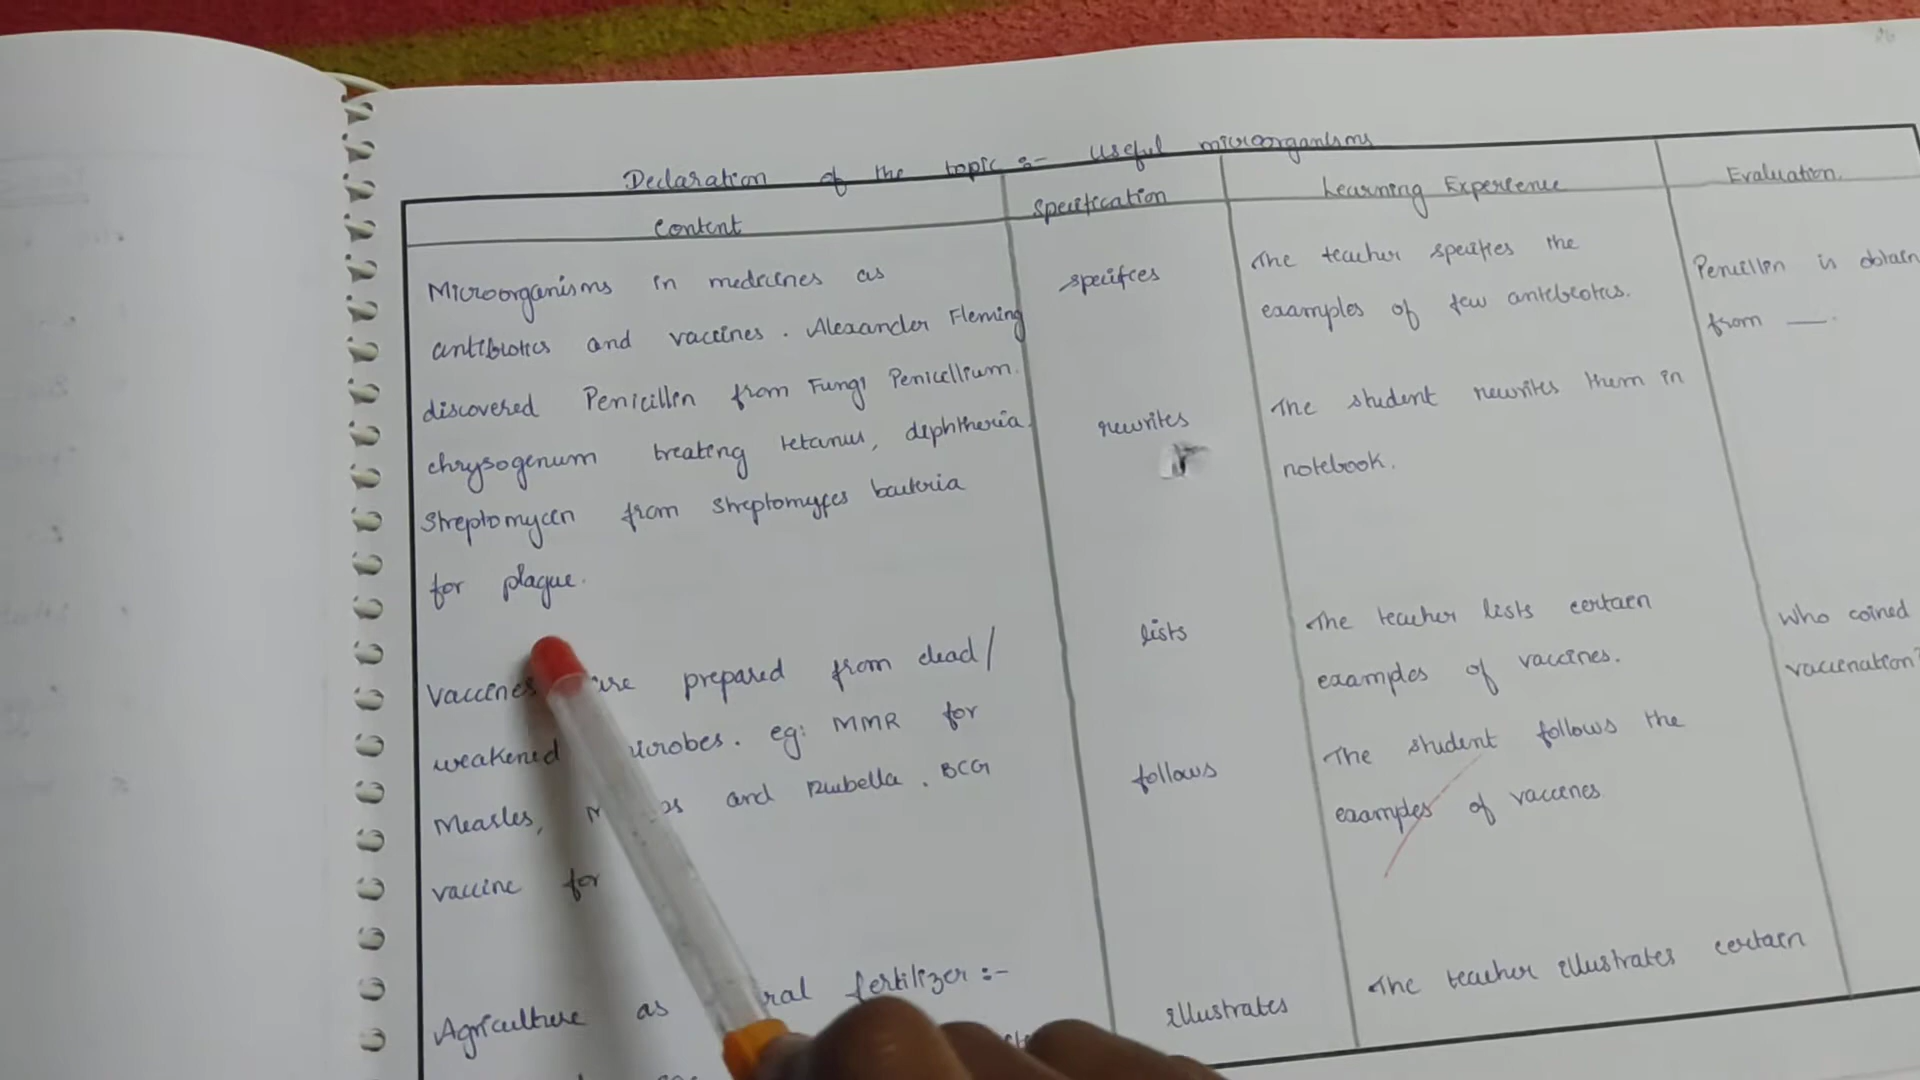 Declaration of the topic :- Useful microorganisms
Content
Specification
Learning Experience
Evaluation.
Microorganisms in medicines as
antibiotics and vaccines. Alexander Fleming
discovered Penicillin from Fungi Penicillium.
chrysogenum treating tetanus, diphtheria.
Streptomycin from Streptomyces bacteria
for plague.
Vaccines are prepared from dead/
weakened microbes. eg: MMR for
Measles, and Rubella. BCG
vaccine for
Agriculture as fertilizer :-
specifies
rewrites
lists
follows
illustrates
The teacher specifies the
examples of few antibiotics.
The student rewrites them in
notebook.
The teacher lists certain
examples of vaccines.
The student follows the
examples of vaccines
The teacher illustrates certain
Penicillin is obtain
from —.
Who coined
vaccination?